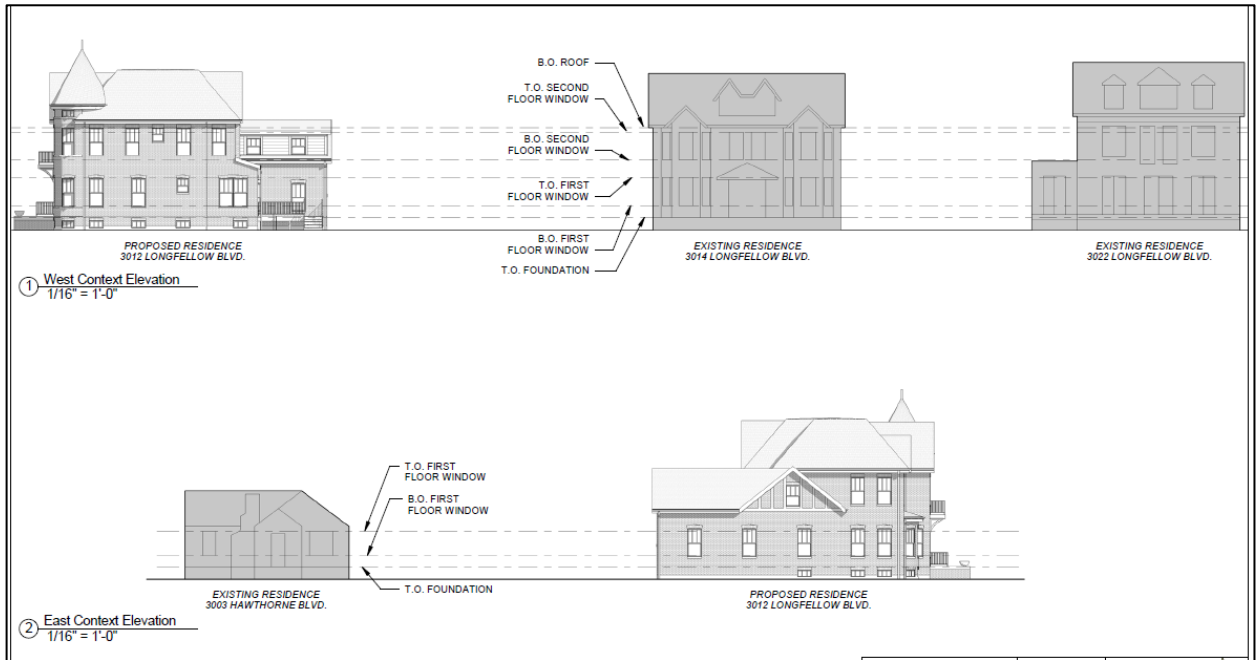 B.O. ROOF
T.O. SECOND
FLOOR WINDOW
B.O. SECOND
FLOOR WINDOW
T.O. FIRST
FLOOR WINDOW
B.O. FIRST
FLOOR WINDOW
T.O. FOUNDATION
PROPOSED RESIDENCE
3012 LONGFELLOW BLVD.
EXISTING RESIDENCE
3014 LONGFELLOW BLVD.
EXISTING RESIDENCE
3022 LONGFELLOW BLVD.
1 West Context Elevation
1/16" = 1'-0"
T.O. FIRST
FLOOR WINDOW
B.O. FIRST
FLOOR WINDOW
T.O. FOUNDATION
EXISTING RESIDENCE
3003 HAWTHORNE BLVD.
PROPOSED RESIDENCE
3012 LONGFELLOW BLVD.
2 East Context Elevation
1/16" = 1'-0"